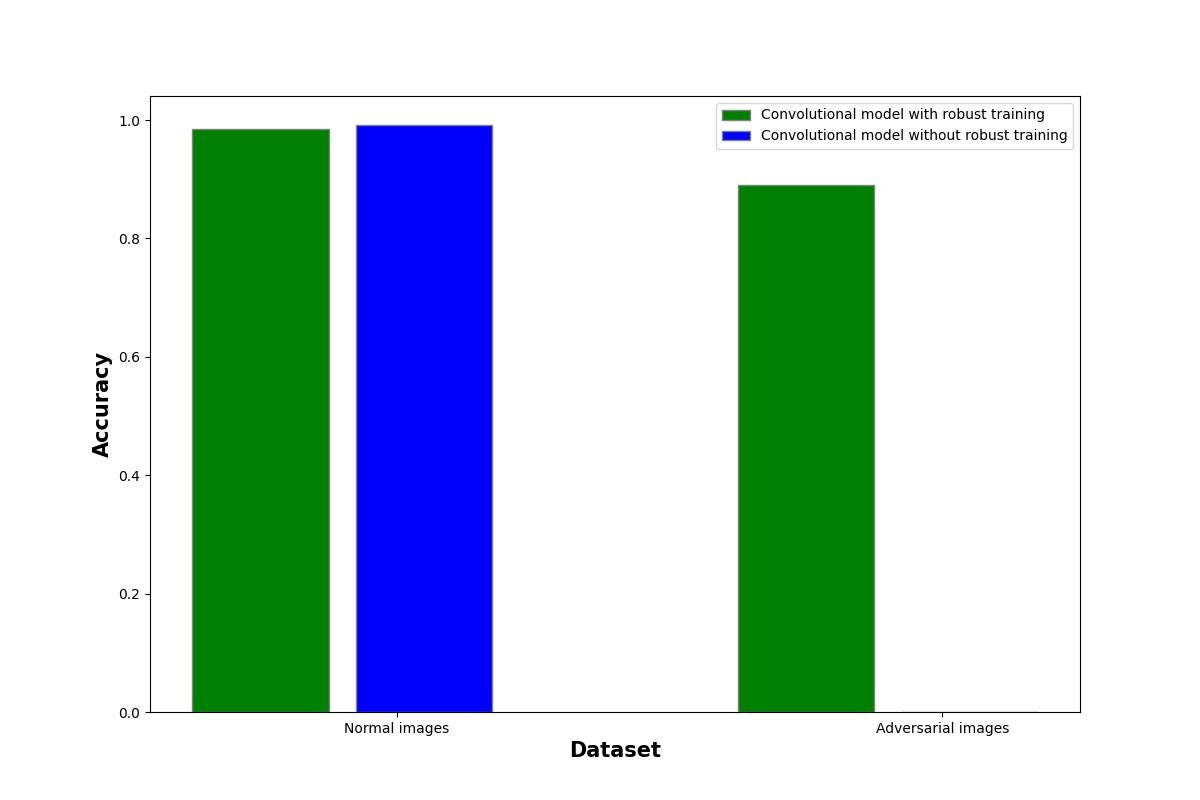 Convolutional model with robust training
Convolutional model without robust training
1.0
0.8
0.6
0.4
0.2
0.0
Accuracy
Normal images
Adversarial images
Dataset